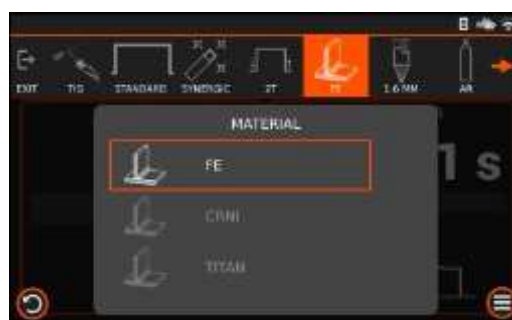 EXIT TIG STANDARD SYNERGIC 2T FE 1.6 MM AR
MATERIAL
1 s
FE
CRNI
TITAN